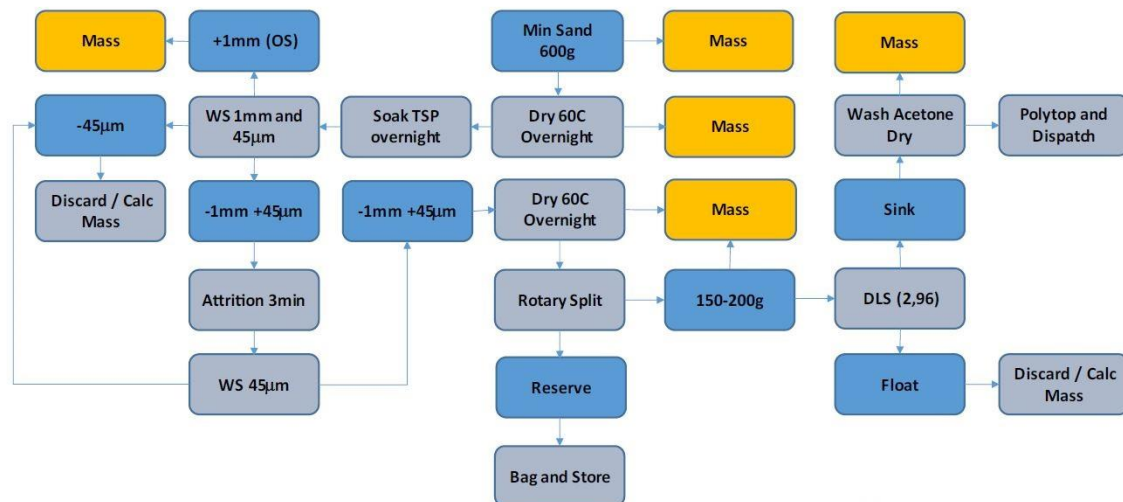 Mass
+1mm (OS)
Min Sand
600g
Mass
Mass
-45µm
WS 1mm and
45µm
Soak TSP
overnight
Dry 60C
Overnight
Mass
Wash Acetone
Dry
Polytop and
Dispatch
Discard / Calc
Mass
-1mm +45µm
-1mm +45µm
Dry 60C
Overnight
Mass
Sink
Attrition 3min
Rotary Split
150-200g
DLS (2,96)
WS 45µm
Reserve
Float
Discard / Calc
Mass
Bag and Store